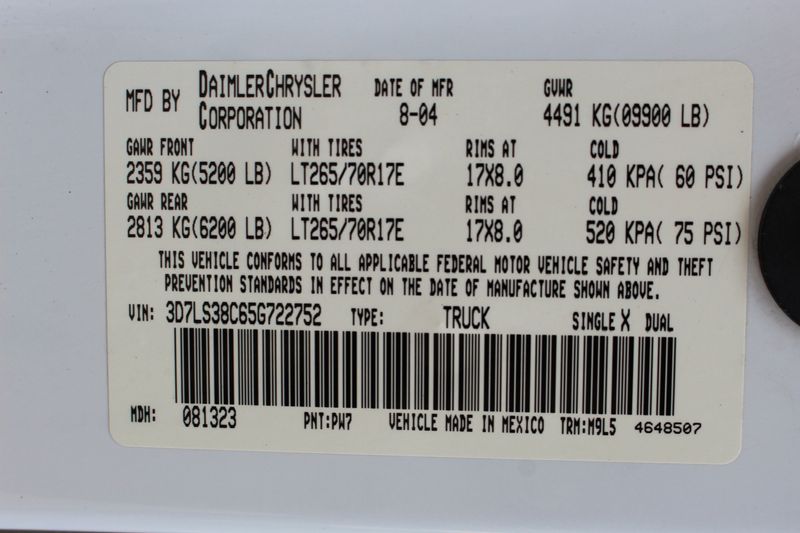 MFD BY DAIMLERCHRYSLER CORPORATION DATE OF MFR 8-04 GVWR 4491 KG(09900 LB)
GAWR FRONT WITH TIRES RIMS AT COLD
2359 KG(5200 LB) LT265/70R17E 17X8.0 410 KPA( 60 PSI)
GAWR REAR WITH TIRES RIMS AT COLD
2813 KG(6200 LB) LT265/70R17E 17X8.0 520 KPA( 75 PSI)
THIS VEHICLE CONFORMS TO ALL APPLICABLE FEDERAL MOTOR VEHICLE SAFETY AND THEFT
PREVENTION STANDARDS IN EFFECT ON THE DATE OF MANUFACTURE SHOWN ABOVE.
VIN: 3D7LS38C65G722752 TYPE: TRUCK SINGLE X DUAL
MDH: 081323 PNT:PW7 VEHICLE MADE IN MEXICO TRM:M9L5 4648507